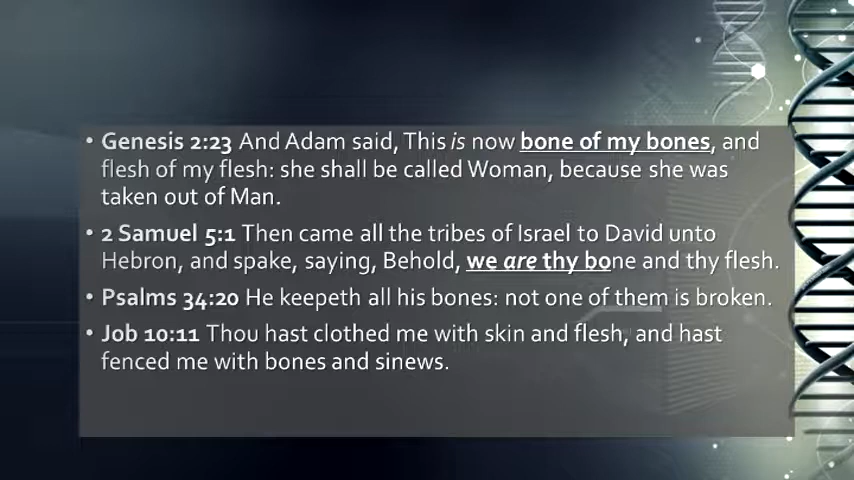 • Genesis 2:23 And Adam said, This is now bone of my bones, and
flesh of my flesh: she shall be called Woman, because she was
taken out of Man.
• 2 Samuel 5:1 Then came all the tribes of Israel to David unto
Hebron, and spake, saying, Behold, we are thy bone and thy flesh.
• Psalms 34:20 He keepeth all his bones: not one of them is broken.
• Job 10:11 Thou hast clothed me with skin and flesh, and hast
fenced me with bones and sinews.